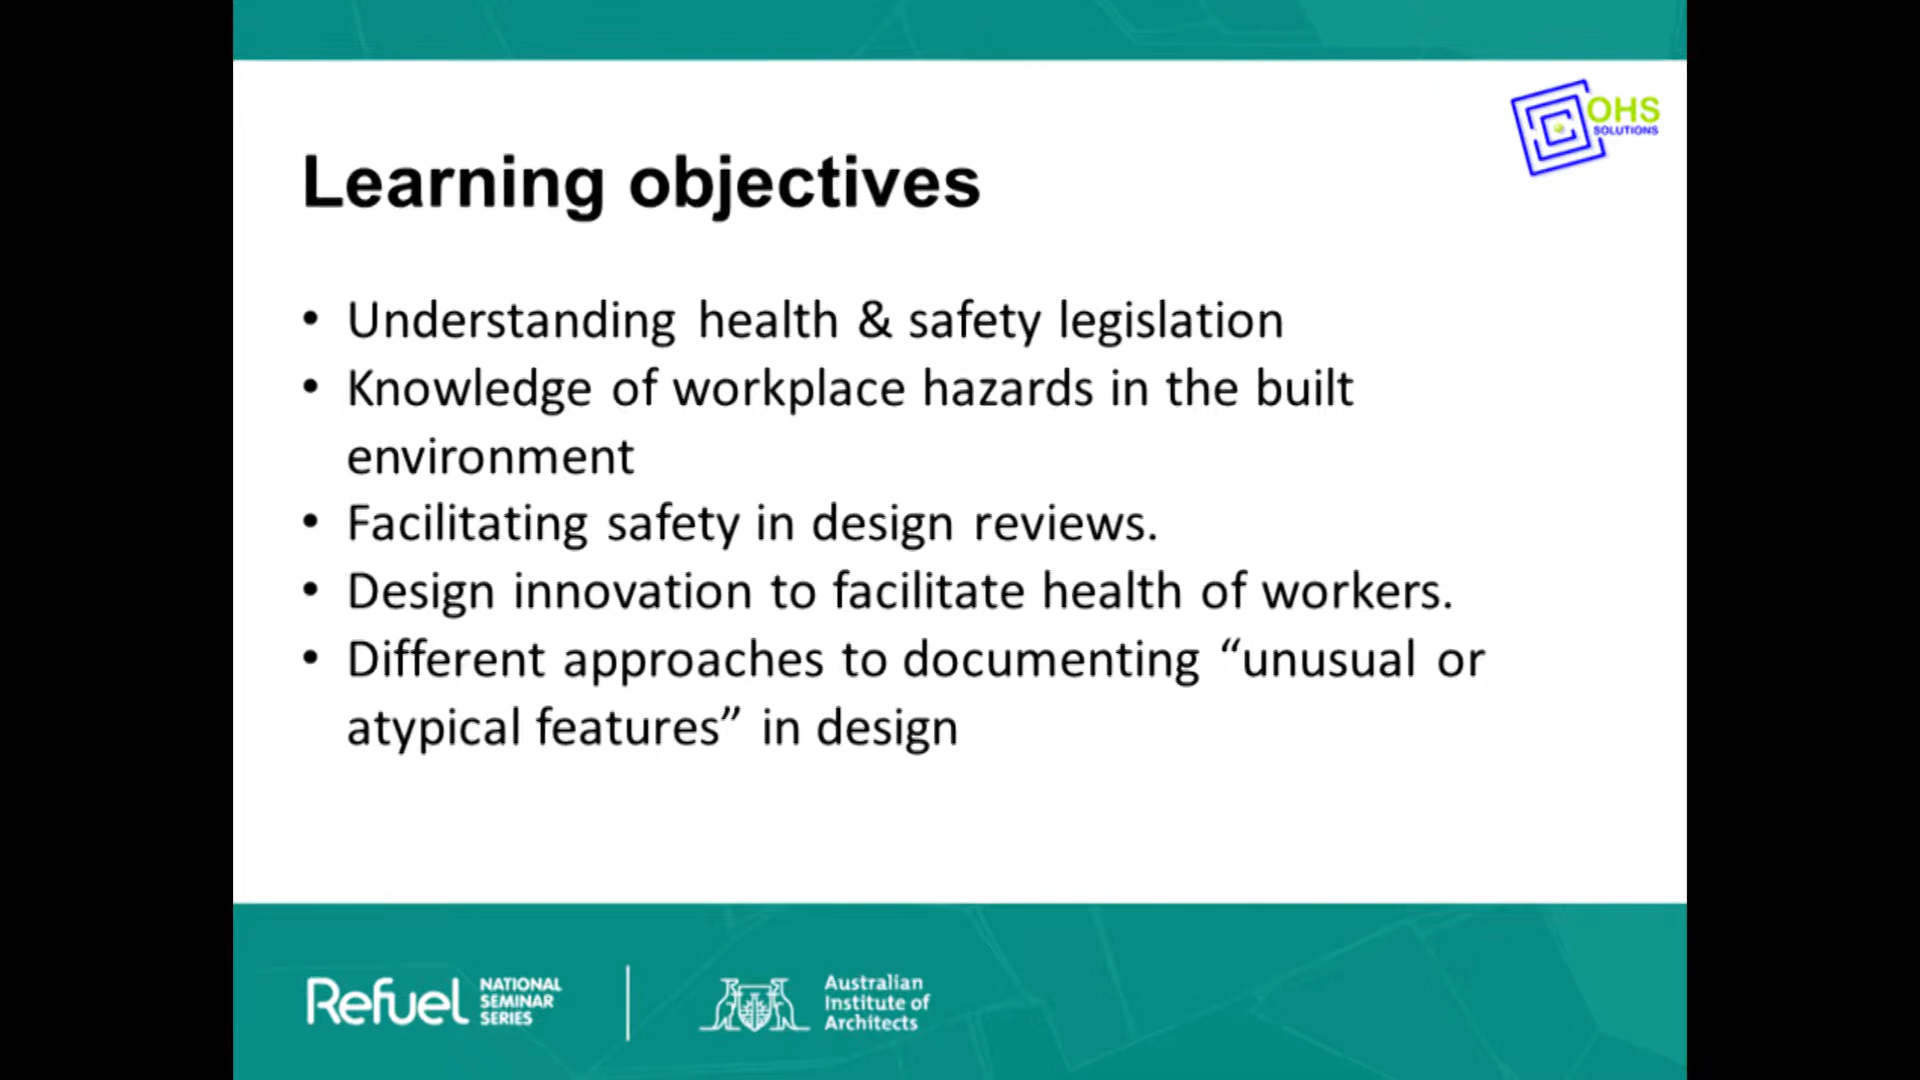 OHS
SOLUTIONS
Learning objectives
• Understanding health & safety legislation
• Knowledge of workplace hazards in the built
environment
• Facilitating safety in design reviews.
• Design innovation to facilitate health of workers.
• Different approaches to documenting “unusual or
atypical features” in design
Refuel
NATIONAL
SEMINAR
SERIES
Australian
Institute of
Architects